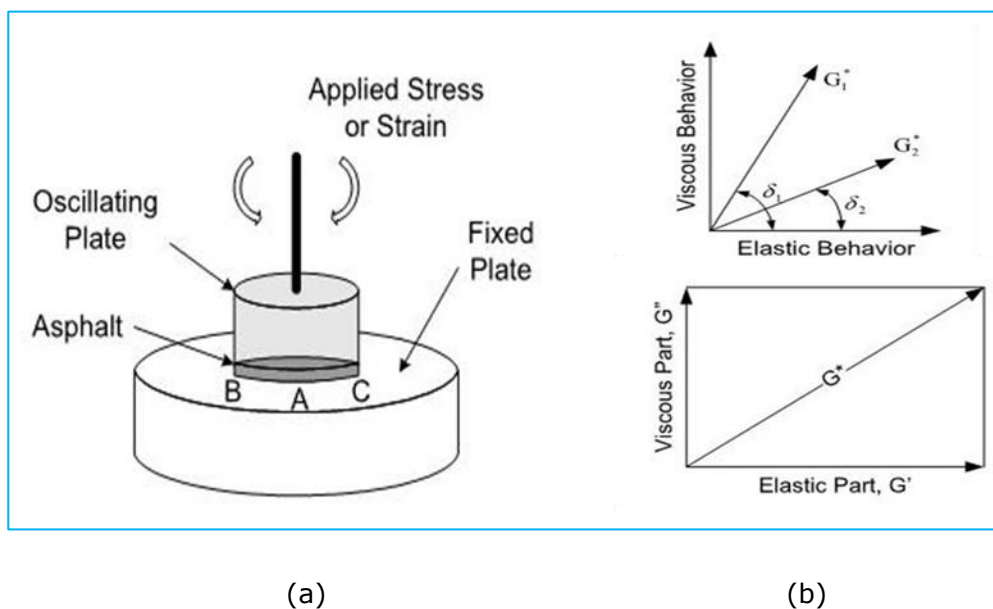 Applied Stress
or Strain
Oscillating
Plate
Fixed
Plate
Asphalt
B
A
C
Viscous Behavior
G₁*
G₂*
δ₁
δ₂
Elastic Behavior
Viscous Part, G"
G*
Elastic Part, G'
(a)
(b)